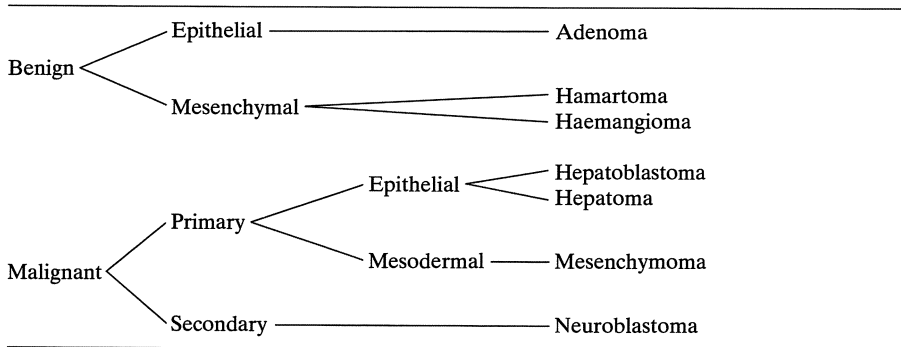 Epithelial Adenoma
Benign
Hamartoma
Mesenchymal
Haemangioma
Hepatoblastoma
Epithelial
Hepatoma
Primary
Mesodermal Mesenchymoma
Malignant
Secondary Neuroblastoma